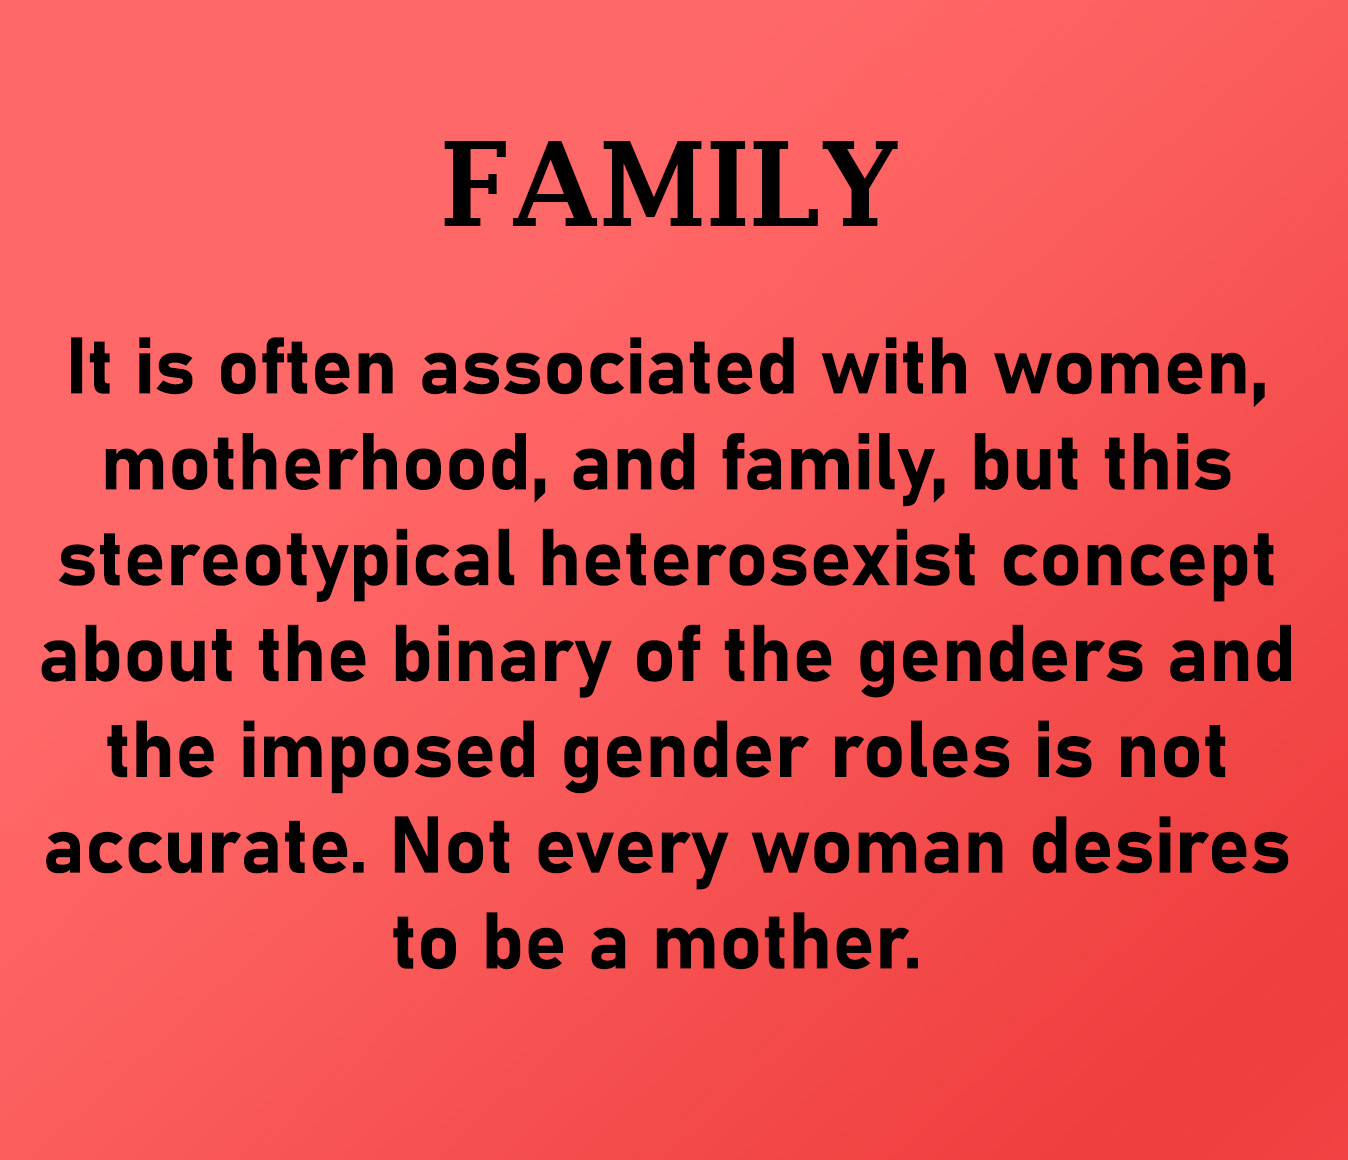 FAMILY
It is often associated with women,
motherhood, and family, but this
stereotypical heterosexist concept
about the binary of the genders and
the imposed gender roles is not
accurate. Not every woman desires
to be a mother.